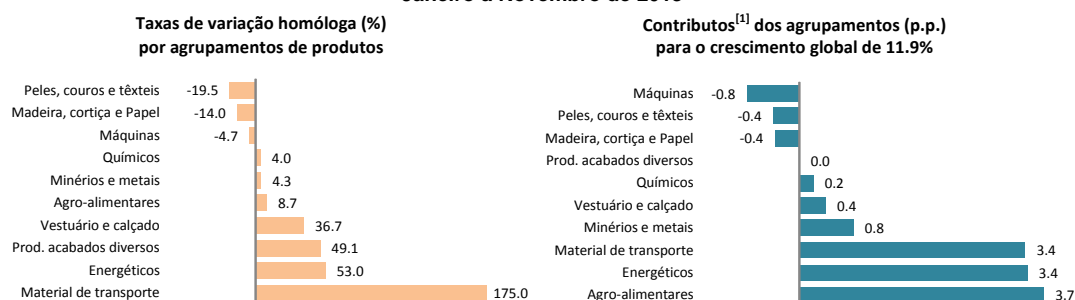 Taxas de variação homóloga (%)
por agrupamentos de produtos
Peles, couros e têxteis -19.5
Madeira, cortiça e Papel -14.0
Máquinas -4.7
Químicos 4.0
Minérios e metais 4.3
Agro-alimentares 8.7
Vestuário e calçado 36.7
Prod. acabados diversos 49.1
Energéticos 53.0
Material de transporte 175.0
Contributos[1] dos agrupamentos (p.p.)
para o crescimento global de 11.9%
Máquinas -0.8
Peles, couros e têxteis -0.4
Madeira, cortiça e Papel -0.4
Prod. acabados diversos 0.0
Químicos 0.2
Vestuário e calçado 0.4
Minérios e metais 0.8
Material de transporte 3.4
Energéticos 3.4
Agro-alimentares 3.7